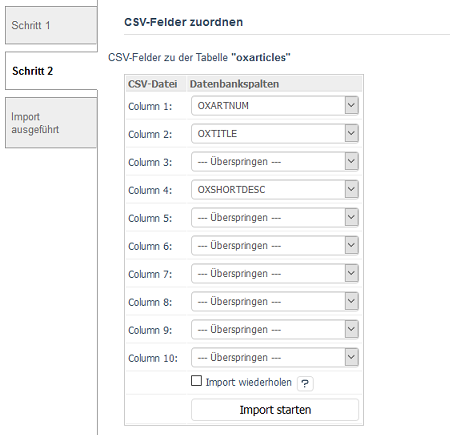 Schritt 1
Schritt 2
Import
ausgeführt
CSV-Felder zuordnen
CSV-Felder zu der Tabelle "oxarticles"
CSV-Datei Datenbankspalten
Column 1: OXARTNUM
Column 2: OXTITLE
Column 3: --- Überspringen ---
Column 4: OXSHORTDESC
Column 5: --- Überspringen ---
Column 6: --- Überspringen ---
Column 7: --- Überspringen ---
Column 8: --- Überspringen ---
Column 9: --- Überspringen ---
Column 10: --- Überspringen ---
Import wiederholen ?
Import starten